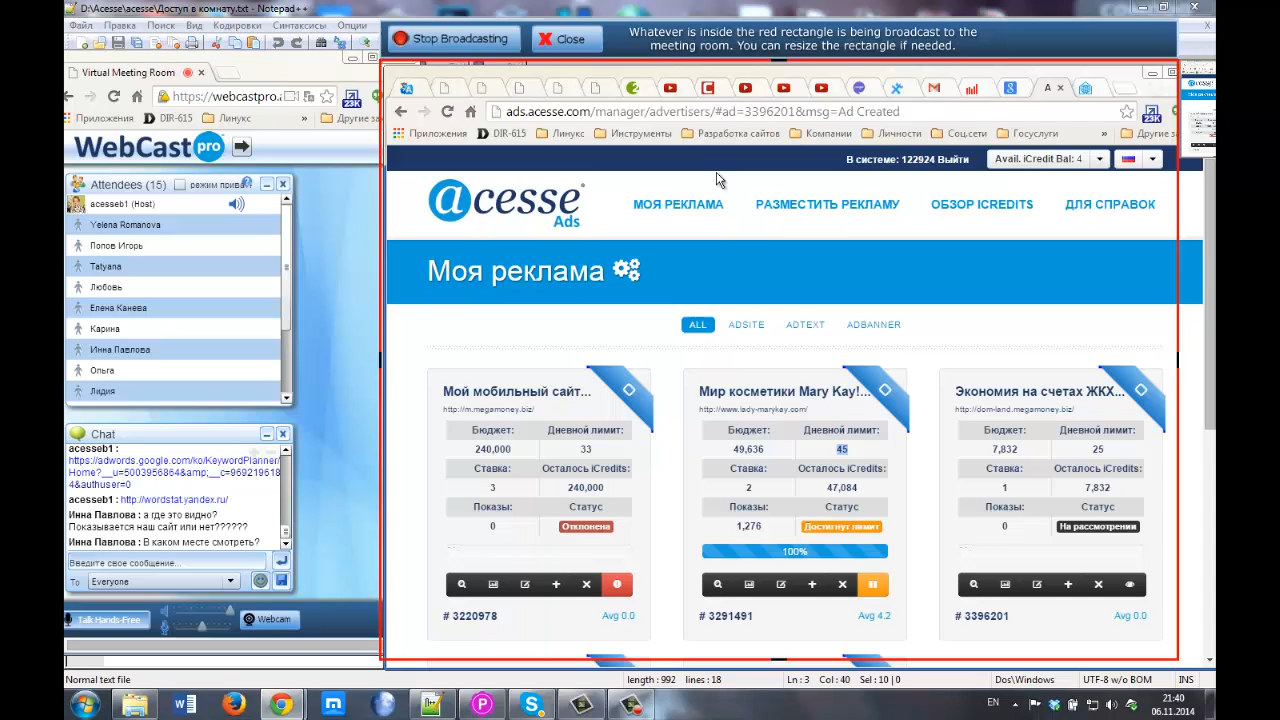 D:\Acesse\acesse\Доступ в комнату.txt - Notepad++
Файл Правка Поиск Вид Кодировки Синтаксисы Опции
Stop Broadcasting
Close
Whatever is inside the red rectangle is being broadcast to the
meeting room. You can resize the rectangle if needed.
Virtual Meeting Room
https://webcastpro.
23K
Приложения
DIR-615
Линукс
»
Другие за
WebCast pro
Attendees (15)
режим прива
acesseb1 (Host)
Yelena Romanova
Попов Игорь
Tatyana
Любовь
Елена Канева
Карина
Инна Павлова
Ольга
Лидия
Chat
acesseb1 :
https://adwords.google.com/ko/KeywordPlanner/
Home?__u=5003956864&amp;__c=969219618
4&authuser=0
acesseb1 : http://wordstat.yandex.ru/
Инна Павлова : а где это видно?
Показывается наш сайт или нет??????
Инна Павлова : В каком месте смотреть?
Введите свое сообщение...
To Everyone
Talk Hands-Free
Webcam
ads.acesse.com/manager/advertisers/#ad=3396201&msg=Ad Created
23K
Приложения
DIR-615
Линукс
Инструменты
Разработка сайтов
Компании
Личности
Соц.сети
Госуслуги
»
Другие за
В системе: 122924 Выйти
Avail. iCredit Bal: 4
acesse
Ads
МОЯ РЕКЛАМА
РАЗМЕСТИТЬ РЕКЛАМУ
ОБЗОР ICREDITS
ДЛЯ СПРАВОК
Моя реклама
ALL ADSITE ADTEXT ADBANNER
Мой мобильный сайт...
http://m.megamoney.biz/
Бюджет: Дневной лимит:
240,000 33
Ставка: Осталось iCredits:
3 240,000
Показы: Статус
0 Отклонена
# 3220978 Avg 0.0
Мир косметики Mary Kay!...
http://www.lady-marykay.com/
Бюджет: Дневной лимит:
49,636 45
Ставка: Осталось iCredits:
2 47,084
Показы: Статус
1,276 Достигнут лимит
100%
# 3291491 Avg 4.2
Экономия на счетах ЖКХ...
http://dom-land.megamoney.biz/
Бюджет: Дневной лимит:
7,832 25
Ставка: Осталось iCredits:
1 7,832
Показы: Статус
0 На рассмотрении
# 3396201 Avg 0.0
Normal text file
length : 992 lines : 18
Ln : 3 Col : 40 Sel : 10 | 0
Dos\Windows
UTF-8 w/o BOM
INS
EN
21:40
06.11.2014